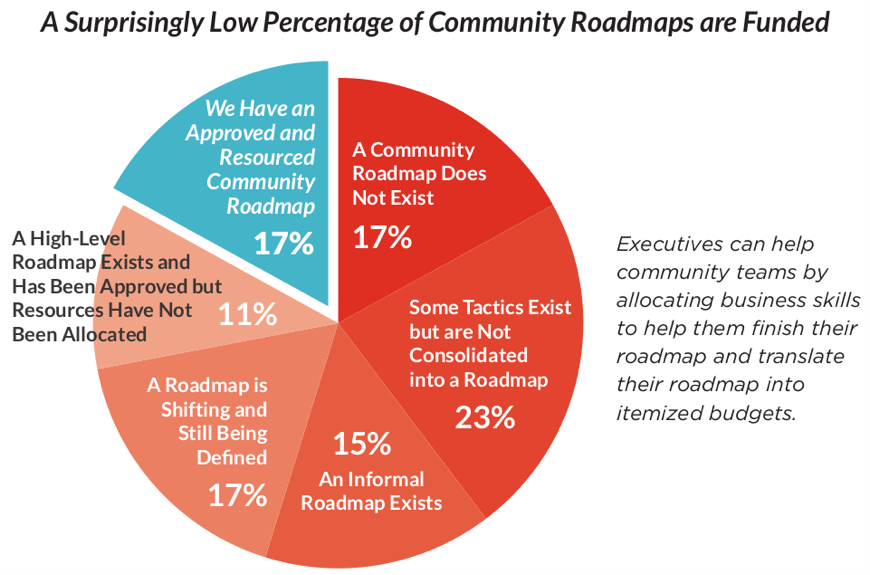 A Surprisingly Low Percentage of Community Roadmaps are Funded
We Have an
Approved and
Resourced
Community
Roadmap
17%
A Community
Roadmap Does
Not Exist
17%
A High-Level
Roadmap Exists and
Has Been Approved but
Resources Have Not
Been Allocated
11%
Some Tactics Exist
but are Not
Consolidated
into a Roadmap
23%
A Roadmap is
Shifting and
Still Being
Defined
17%
15%
An Informal
Roadmap Exists
Executives can help
community teams by
allocating business skills
to help them finish their
roadmap and translate
their roadmap into
itemized budgets.